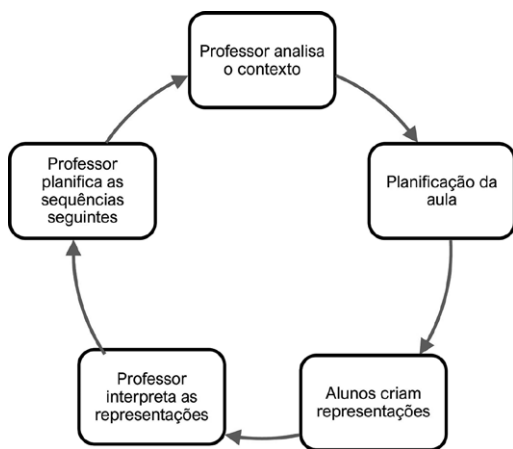 Professor analisa
o contexto
Planificação da
aula
Alunos criam
representações
Professor
interpreta as
representações
Professor
planifica as
sequências
seguintes